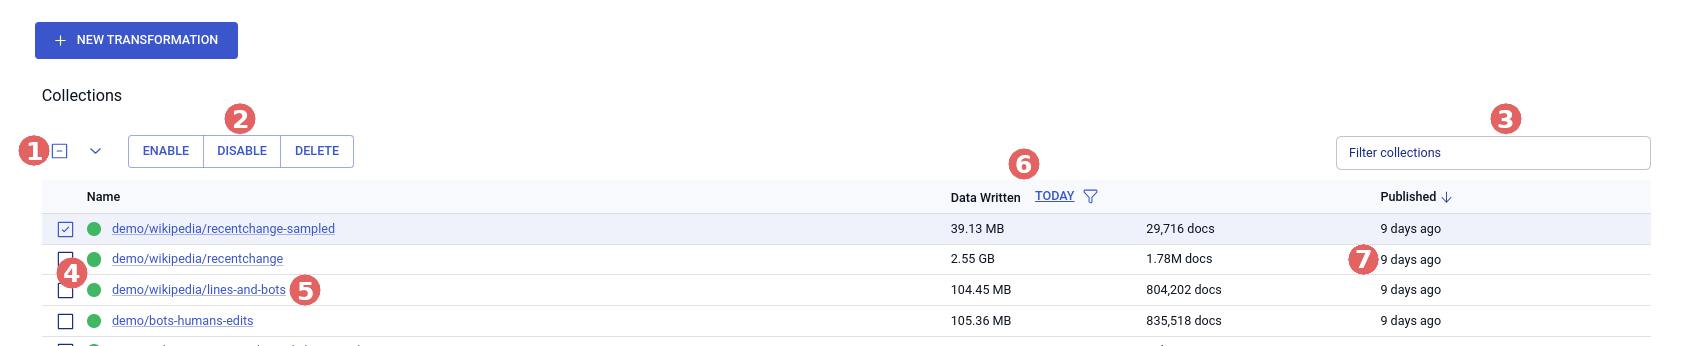 + NEW TRANSFORMATION
Collections
2 3
1 ENABLE DISABLE DELETE Filter collections
6
Name Data Written TODAY Published
demo/wikipedia/recentchange-sampled 39.13 MB 29,716 docs 9 days ago
demo/wikipedia/recentchange 2.55 GB 1.78M docs 7 9 days ago
4
demo/wikipedia/lines-and-bots 5 104.45 MB 804,202 docs 9 days ago
demo/bots-humans-edits 105.36 MB 835,518 docs 9 days ago